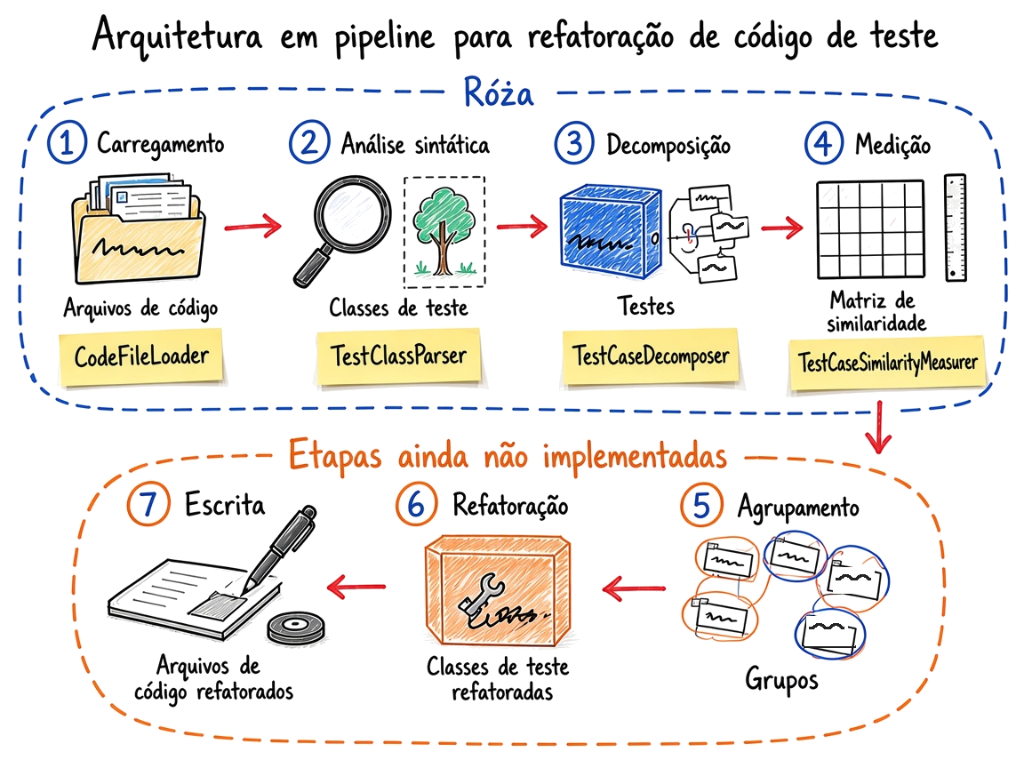 Arquitetura em pipeline para refatoração de código de teste
Róża
1 Carregamento
2 Análise sintática
3 Decomposição
4 Medição
Arquivos de código
Classes de teste
Testes
Matriz de
similaridade
CodeFileLoader
TestClassParser
TestCaseDecomposer
TestCaseSimilarityMeasurer
Etapas ainda não implementadas
7 Escrita
6 Refatoração
5 Agrupamento
Arquivos de
código refatorados
Classes de teste
refatoradas
Grupos